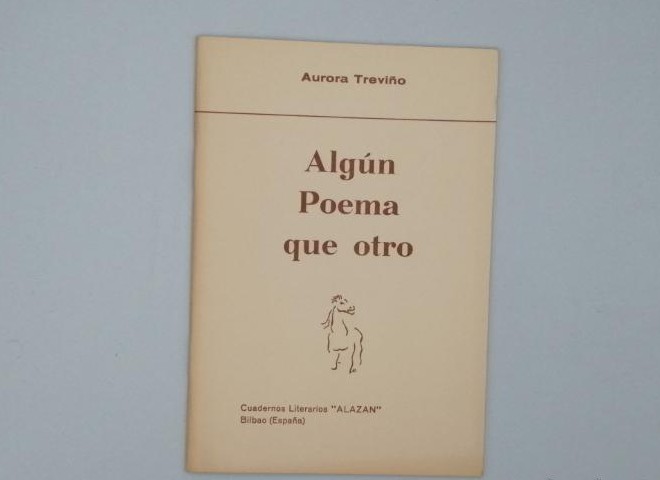 Aurora Treviño
Algún
Poema
que otro
Cuadernos Literarios "ALAZAN"
Bilbao (España)